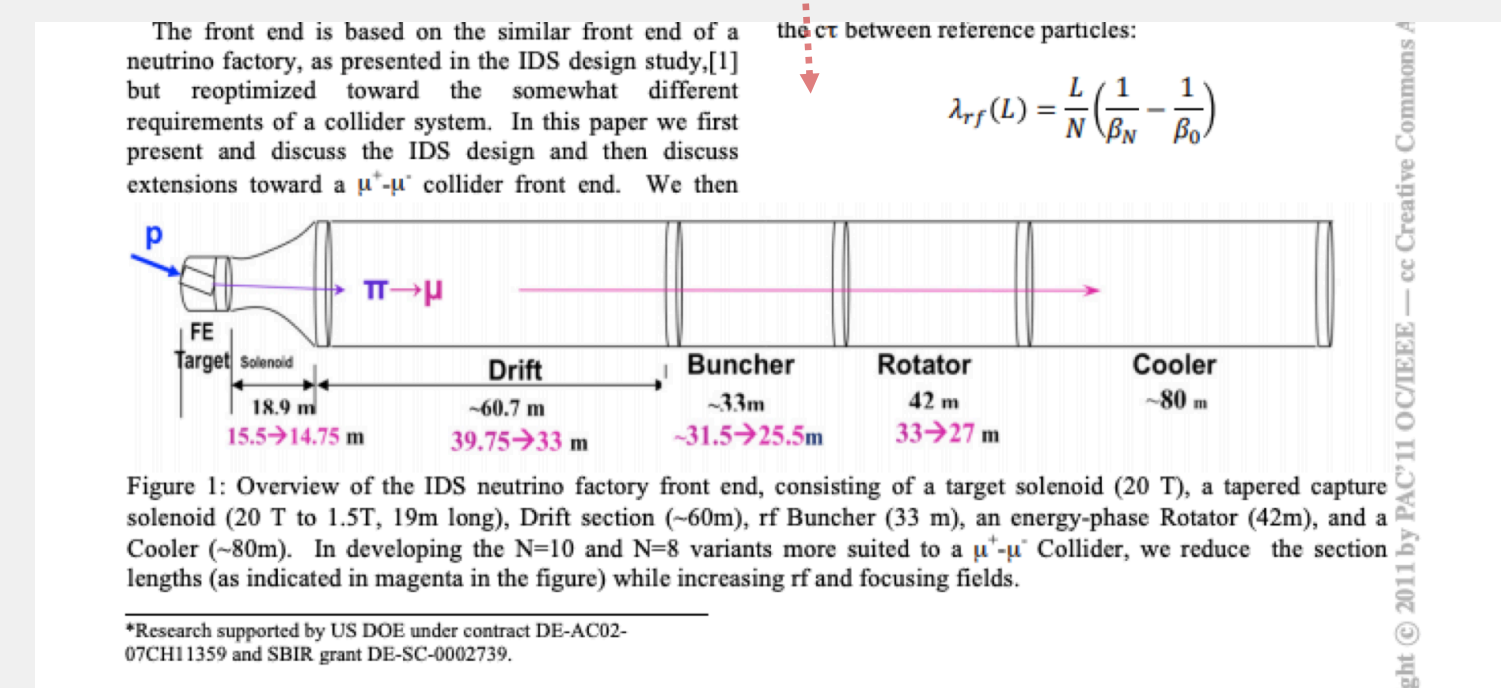 The front end is based on the similar front end of a
neutrino factory, as presented in the IDS design study,[1]
but reoptimized toward the somewhat different
requirements of a collider system. In this paper we first
present and discuss the IDS design and then discuss
extensions toward a μ⁺-μ⁻ collider front end. We then
the cτ between reference particles:
λrf(L) = L/N (1/βN − 1/β0)
p
π→μ
FE
Target
Solenoid
Drift
Buncher
Rotator
Cooler
18.9 m
~60.7 m
~33m
42 m
~80 m
15.5→14.75 m
39.75→33 m
~31.5→25.5m
33→27 m
Figure 1: Overview of the IDS neutrino factory front end, consisting of a target solenoid (20 T), a tapered capture
solenoid (20 T to 1.5T, 19m long), Drift section (~60m), rf Buncher (33 m), an energy-phase Rotator (42m), and a
Cooler (~80m). In developing the N=10 and N=8 variants more suited to a μ⁺-μ⁻ Collider, we reduce the section
lengths (as indicated in magenta in the figure) while increasing rf and focusing fields.
*Research supported by US DOE under contract DE-AC02-
07CH11359 and SBIR grant DE-SC-0002739.
ght © 2011 by PAC'11 OC/IEEE — cc Creative Commons A